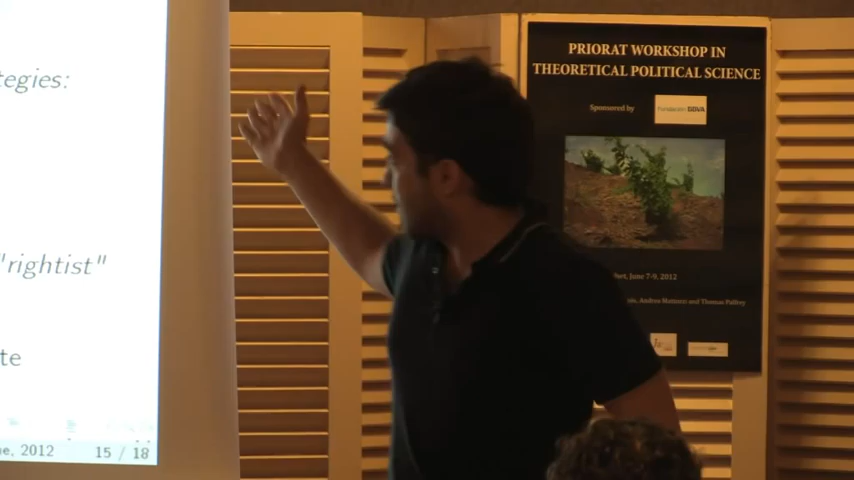 tegies:
"rightist"
te
ne, 2012 15 / 18
PRIORAT WORKSHOP IN
THEORETICAL POLITICAL SCIENCE
Sponsored by
Fundación BBVA
June 7-9, 2012
Andrea Mattozzi and Thomas Palfrey